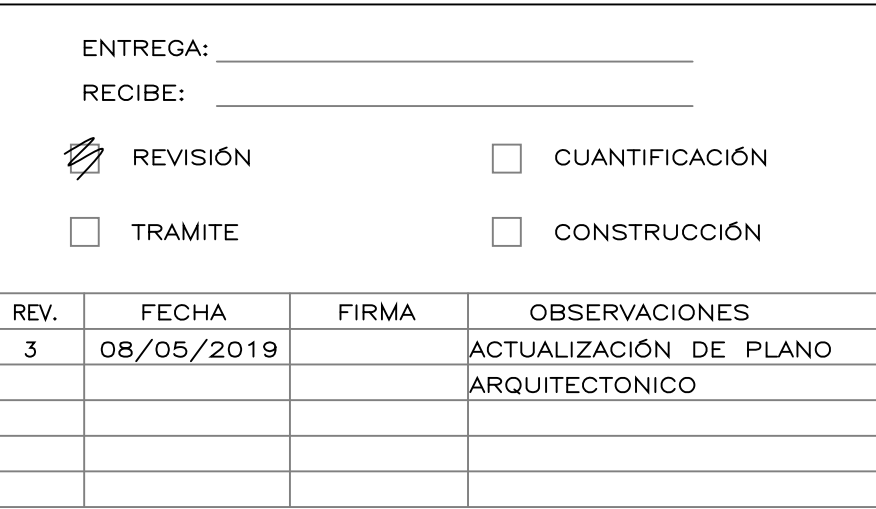 ENTREGA:
RECIBE:
REVISIÓN CUANTIFICACIÓN
TRAMITE CONSTRUCCIÓN
REV. FECHA FIRMA OBSERVACIONES
3 08/05/2019 ACTUALIZACIÓN DE PLANO
ARQUITECTONICO